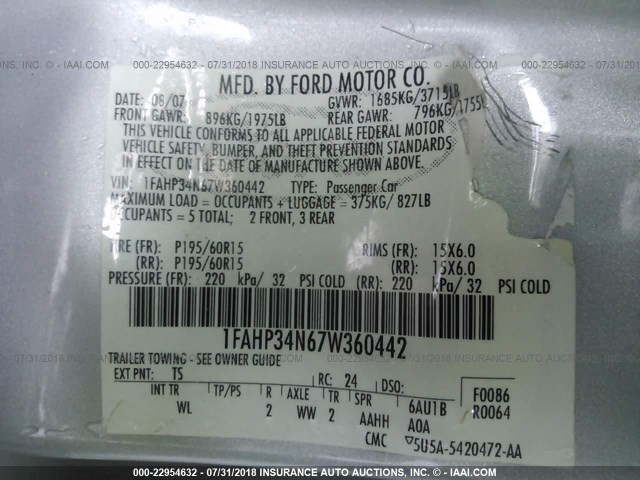 000-22954632 - 07/31/2018 - INSURANCE AUTO AUCTIONS - © - IAAI.COM
MFD. BY FORD MOTOR CO.
DATE: 08/07 GVWR: 1685KG/3715LB
FRONT GAWR: 896KG/1975LB REAR GAWR: 796KG/1755LB
THIS VEHICLE CONFORMS TO ALL APPLICABLE FEDERAL MOTOR
VEHICLE SAFETY, BUMPER, AND THEFT PREVENTION STANDARDS
IN EFFECT ON THE DATE OF MANUFACTURE SHOWN ABOVE.
VIN: 1FAHP34N67W360442 TYPE: Passenger Car
MAXIMUM LOAD = OCCUPANTS + LUGGAGE = 375KG/ 827LB
OCCUPANTS = 5 TOTAL; 2 FRONT, 3 REAR
TIRE (FR): P195/60R15 RIMS (FR): 15X6.0
(RR): P195/60R15 (RR): 15X6.0
PRESSURE (FR): 220 kPa/ 32 PSI COLD (RR): 220 kPa/ 32 PSI COLD
1FAHP34N67W360442
TRAILER TOWING - SEE OWNER GUIDE
EXT PNT: TS RC: 24 DSO: F0086
INT TR TP/PS R AXLE TR SPR 6AU1B R0064
WL 2 WW 2 AAHH A0A
CMC 5U5A-5420472-AA
000-22954632 - 07/31/2018 - INSURANCE AUTO AUCTIONS - © - IAAI.COM